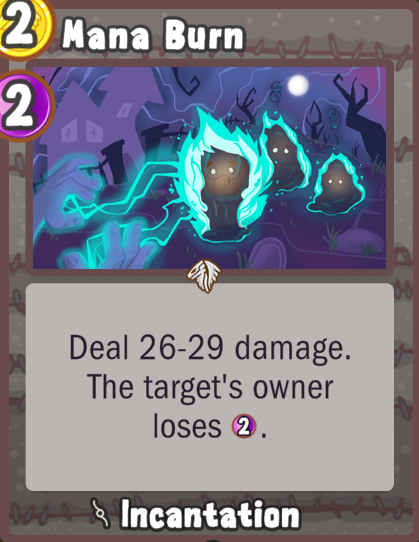 2 Mana Burn
2
Deal 26-29 damage.
The target's owner
loses 2.
Incantation